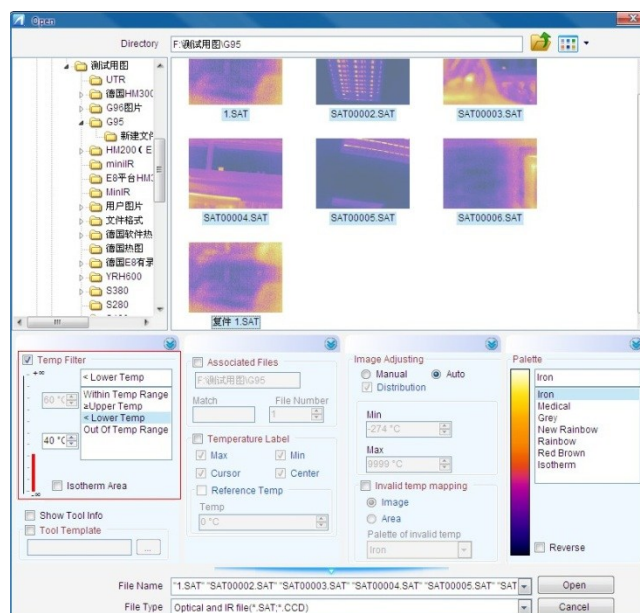 Open
Directory F:\测试用图\G95
测试用图
UTR
德国HM300
G96图片
G95
新建文件
HM200（E
miniIR
E8平台HM3
MinIR
用户图片
文件格式
德国软件热
德国热图
德国E8有录
YRH600
S380
S280
1.SAT SAT00002.SAT SAT00003.SAT
SAT00004.SAT SAT00005.SAT SAT00006.SAT
复件 1.SAT
Temp Filter
+∞
< Lower Temp
60 °C
Within Temp Range
≥Upper Temp
< Lower Temp
Out Of Temp Range
40 °C
-∞
Isotherm Area
Show Tool Info
Tool Template
...
Associated Files
F:\测试用图\G95
Match File Number
1
Temperature Label
Max Min
Cursor Center
Reference Temp
Temp
0 °C
Image Adjusting
Manual Auto
Distribution
Min
-274 °C
Max
9999 °C
Invalid temp mapping
Image
Area
Palette of invalid temp
Iron
Palette
Iron
Iron
Medical
Grey
New Rainbow
Rainbow
Red Brown
Isotherm
Reverse
File Name "1.SAT" "SAT00002.SAT" "SAT00003.SAT" "SAT00004.SAT" "SAT00005.SAT" "SAT Open
File Type Optical and IR file(*.SAT;*.CCD) Cancel